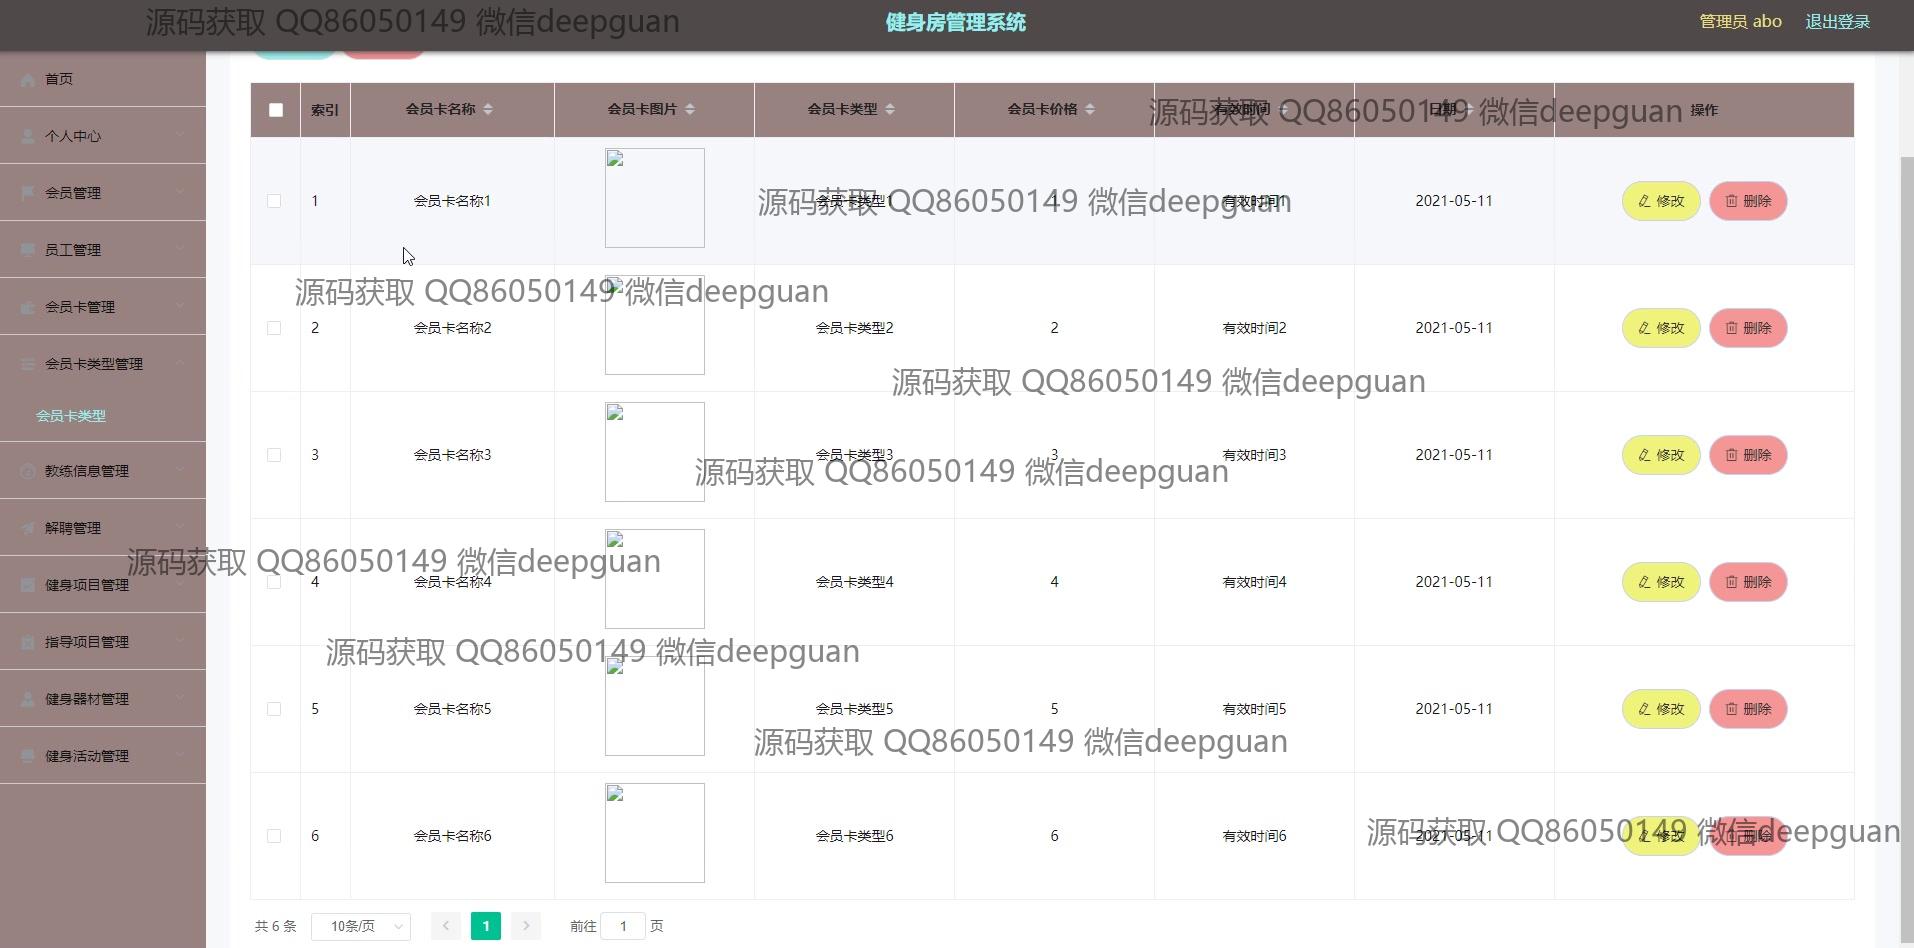 源码获取 QQ86050149 微信deepguan
健身房管理系统
管理员 abo 退出登录
首页
个人中心
会员管理
员工管理
会员卡管理
会员卡类型管理
会员卡类型
教练信息管理
解聘管理
健身项目管理
指导项目管理
健身器材管理
健身活动管理
索引 会员卡名称 会员卡图片 会员卡类型 会员卡价格 有效时间 日期 操作
源码获取 QQ86050149 微信deepguan
1 会员卡名称1 会员卡类型1 1 有效时间1 2021-05-11 修改 删除
源码获取 QQ86050149 微信deepguan
源码获取 QQ86050149 微信deepguan
2 会员卡名称2 会员卡类型2 2 有效时间2 2021-05-11 修改 删除
源码获取 QQ86050149 微信deepguan
3 会员卡名称3 会员卡类型3 3 有效时间3 2021-05-11 修改 删除
源码获取 QQ86050149 微信deepguan
源码获取 QQ86050149 微信deepguan
4 会员卡名称4 会员卡类型4 4 有效时间4 2021-05-11 修改 删除
源码获取 QQ86050149 微信deepguan
5 会员卡名称5 会员卡类型5 5 有效时间5 2021-05-11 修改 删除
源码获取 QQ86050149 微信deepguan
6 会员卡名称6 会员卡类型6 6 有效时间6 2021-05-11 修改 删除
源码获取 QQ86050149 微信deepguan
共 6 条 10条/页 1 前往 1 页